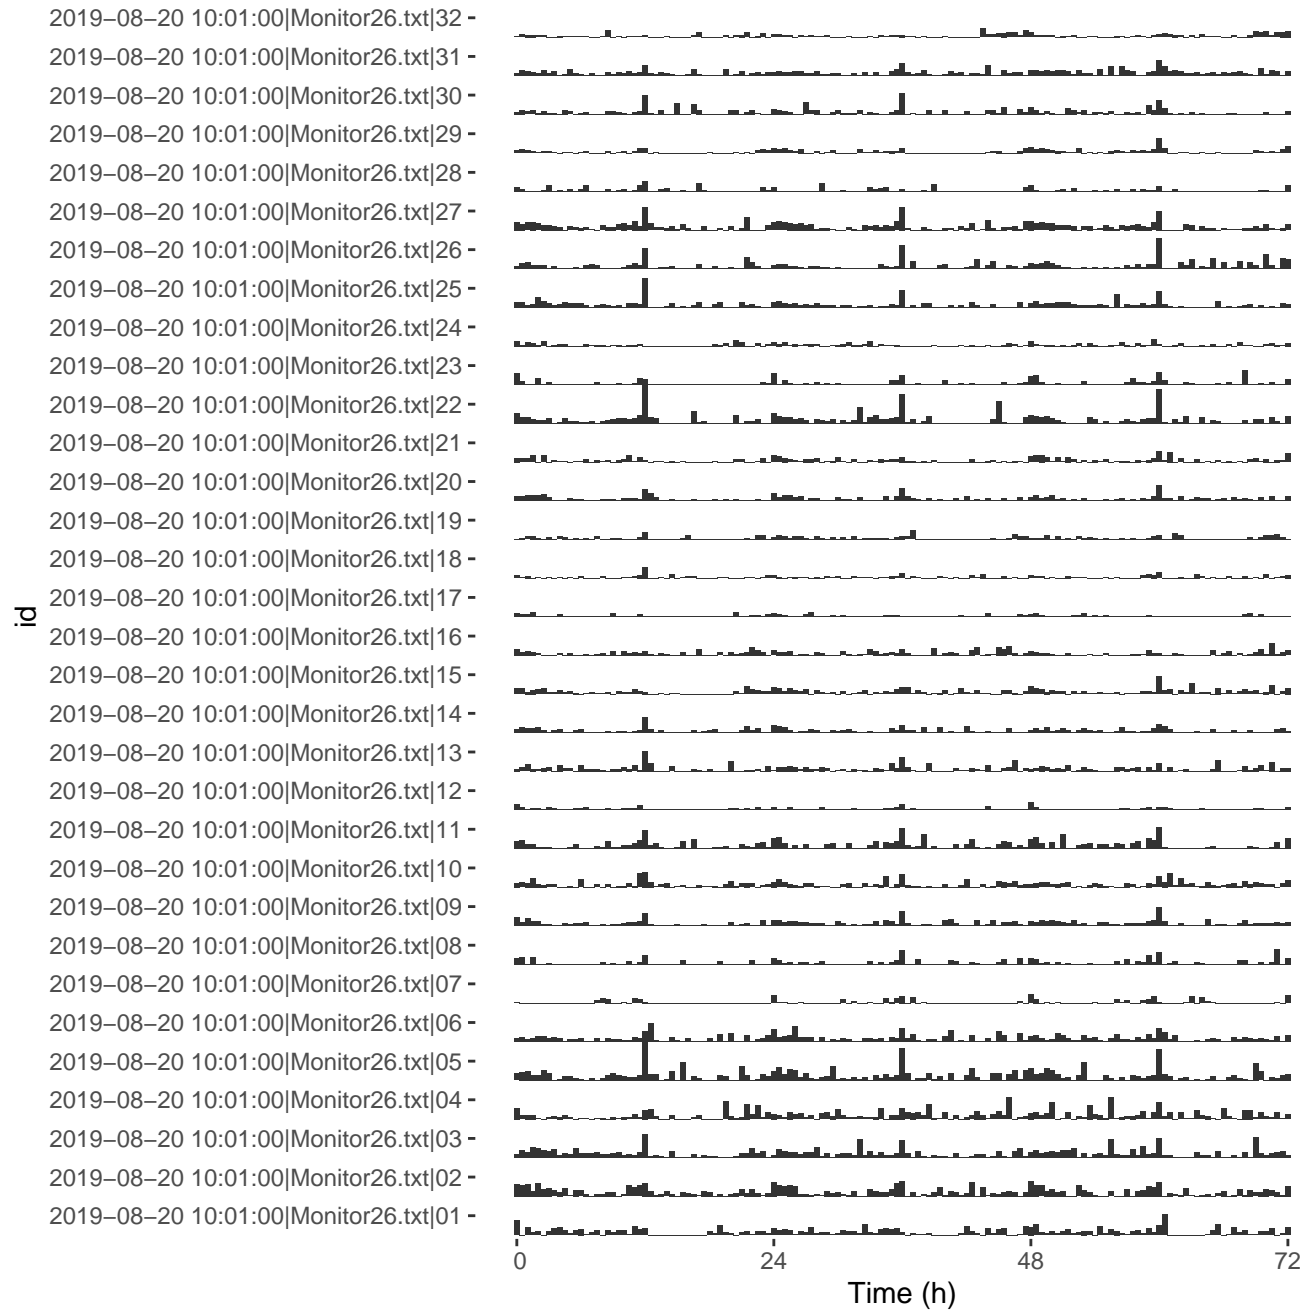 2019–08–20 10:01:00|Monitor26.txt|32
2019–08–20 10:01:00|Monitor26.txt|31
2019–08–20 10:01:00|Monitor26.txt|30
2019–08–20 10:01:00|Monitor26.txt|29
2019–08–20 10:01:00|Monitor26.txt|28
2019–08–20 10:01:00|Monitor26.txt|27
2019–08–20 10:01:00|Monitor26.txt|26
2019–08–20 10:01:00|Monitor26.txt|25
2019–08–20 10:01:00|Monitor26.txt|24
2019–08–20 10:01:00|Monitor26.txt|23
2019–08–20 10:01:00|Monitor26.txt|22
2019–08–20 10:01:00|Monitor26.txt|21
2019–08–20 10:01:00|Monitor26.txt|20
2019–08–20 10:01:00|Monitor26.txt|19
2019–08–20 10:01:00|Monitor26.txt|18
2019–08–20 10:01:00|Monitor26.txt|17
id
2019–08–20 10:01:00|Monitor26.txt|16
2019–08–20 10:01:00|Monitor26.txt|15
2019–08–20 10:01:00|Monitor26.txt|14
2019–08–20 10:01:00|Monitor26.txt|13
2019–08–20 10:01:00|Monitor26.txt|12
2019–08–20 10:01:00|Monitor26.txt|11
2019–08–20 10:01:00|Monitor26.txt|10
2019–08–20 10:01:00|Monitor26.txt|09
2019–08–20 10:01:00|Monitor26.txt|08
2019–08–20 10:01:00|Monitor26.txt|07
2019–08–20 10:01:00|Monitor26.txt|06
2019–08–20 10:01:00|Monitor26.txt|05
2019–08–20 10:01:00|Monitor26.txt|04
2019–08–20 10:01:00|Monitor26.txt|03
2019–08–20 10:01:00|Monitor26.txt|02
2019–08–20 10:01:00|Monitor26.txt|01
0 24 48 72
Time (h)